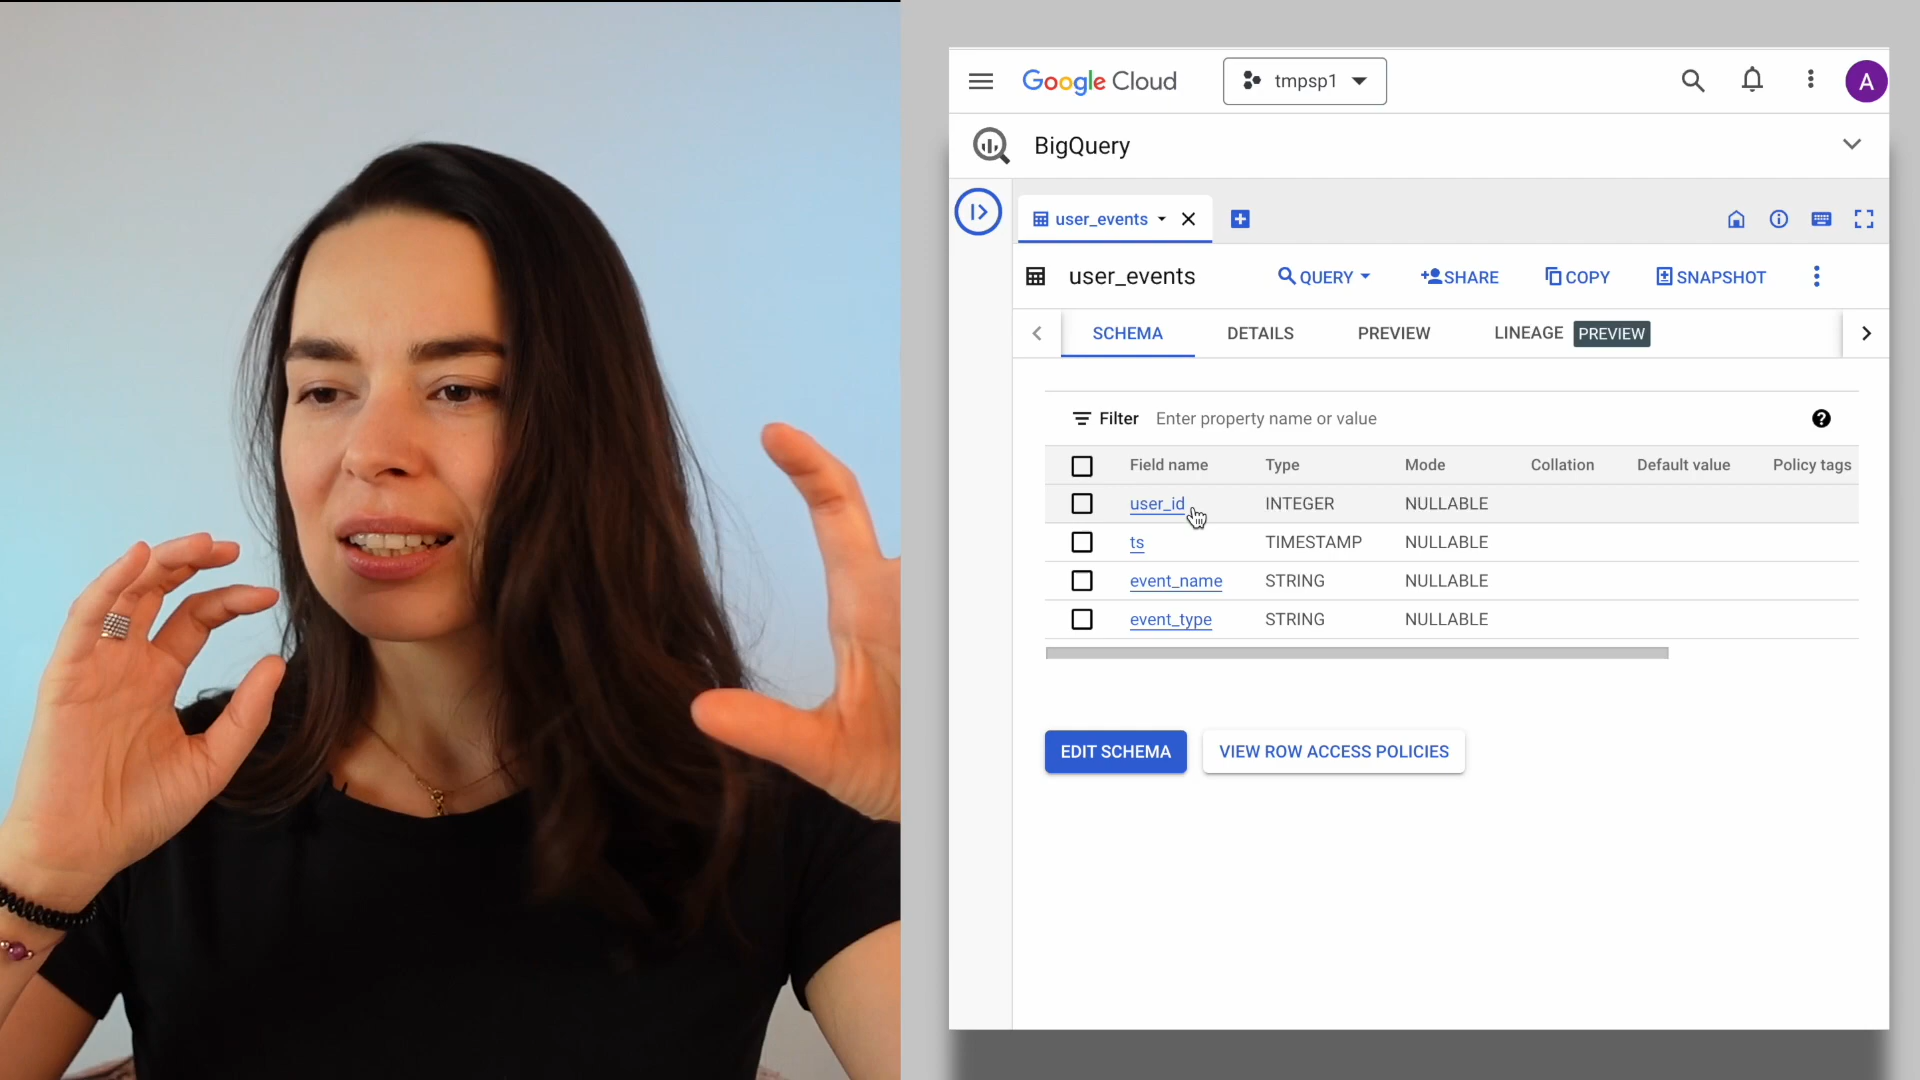 Google Cloud tmpsp1 A
BigQuery
user_events
user_events QUERY SHARE COPY SNAPSHOT
SCHEMA DETAILS PREVIEW LINEAGE PREVIEW
Filter Enter property name or value ?
Field name Type Mode Collation Default value Policy tags
user_id INTEGER NULLABLE
ts TIMESTAMP NULLABLE
event_name STRING NULLABLE
event_type STRING NULLABLE
EDIT SCHEMA VIEW ROW ACCESS POLICIES